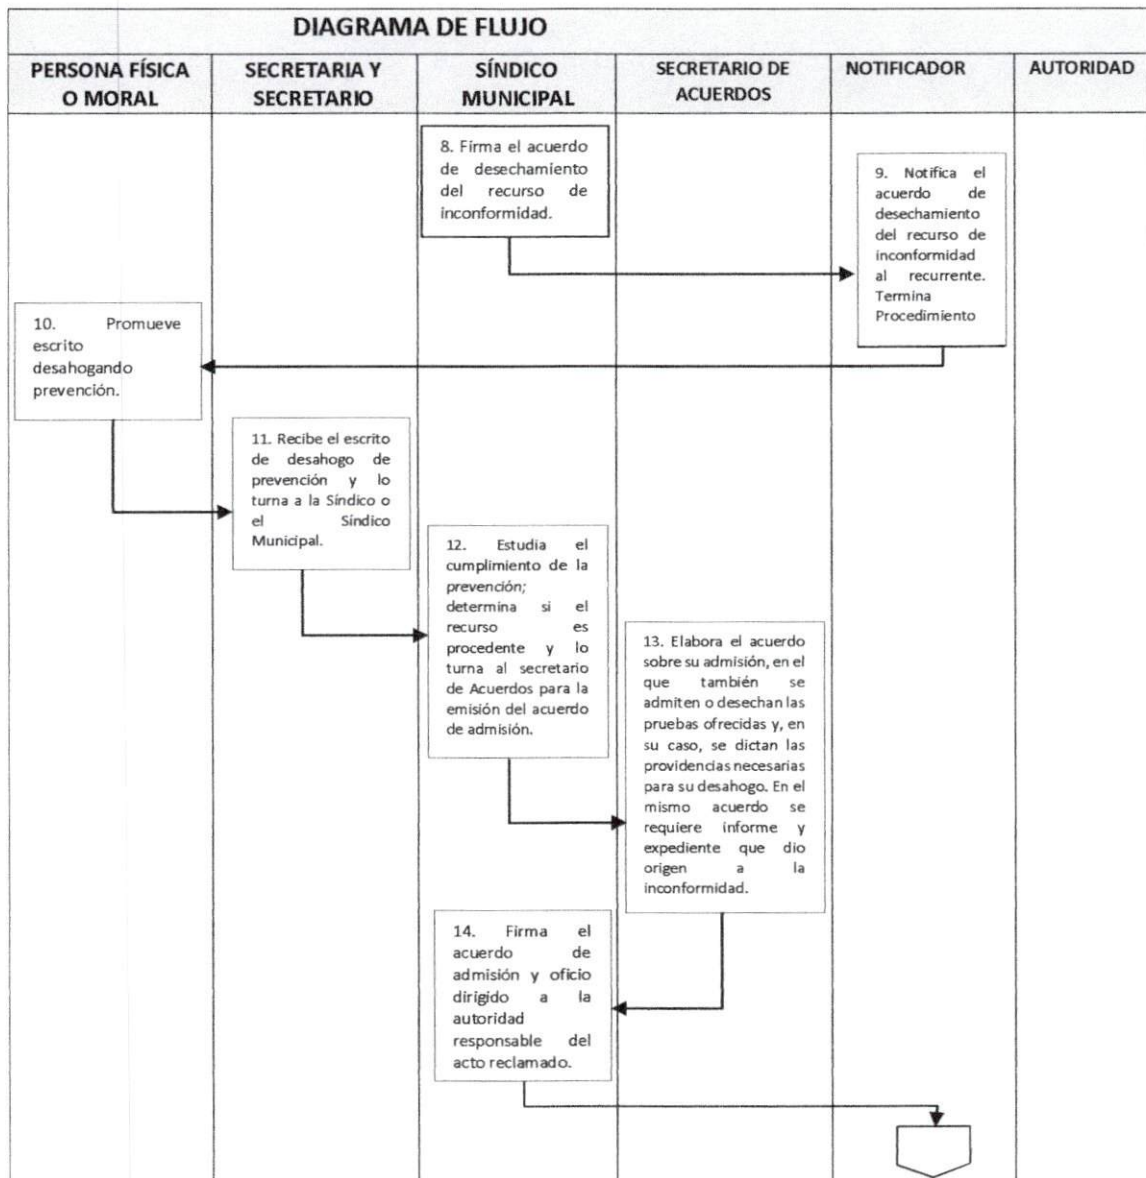 DIAGRAMA DE FLUJO
PERSONA FÍSICA
O MORAL
SECRETARIA Y
SECRETARIO
SÍNDICO
MUNICIPAL
SECRETARIO DE
ACUERDOS
NOTIFICADOR
AUTORIDAD
8. Firma el acuerdo
de desechamiento
del recurso de
inconformidad.
9. Notifica el
acuerdo de
desechamiento
del recurso de
inconformidad
al recurrente.
Termina
Procedimiento
10. Promueve
escrito
desahogando
prevención.
11. Recibe el escrito
de desahogo de
prevención y lo
turna a la Síndico o
el Síndico
Municipal.
12. Estudia el
cumplimiento de la
prevención;
determina si el
recurso es
procedente y lo
turna al secretario
de Acuerdos para la
emisión del acuerdo
de admisión.
13. Elabora el acuerdo
sobre su admisión, en el
que también se
admiten o desechan las
pruebas ofrecidas y, en
su caso, se dictan las
providencias necesarias
para su desahogo. En el
mismo acuerdo se
requiere informe y
expediente que dio
origen a la
inconformidad.
14. Firma el
acuerdo de
admisión y oficio
dirigido a la
autoridad
responsable del
acto reclamado.